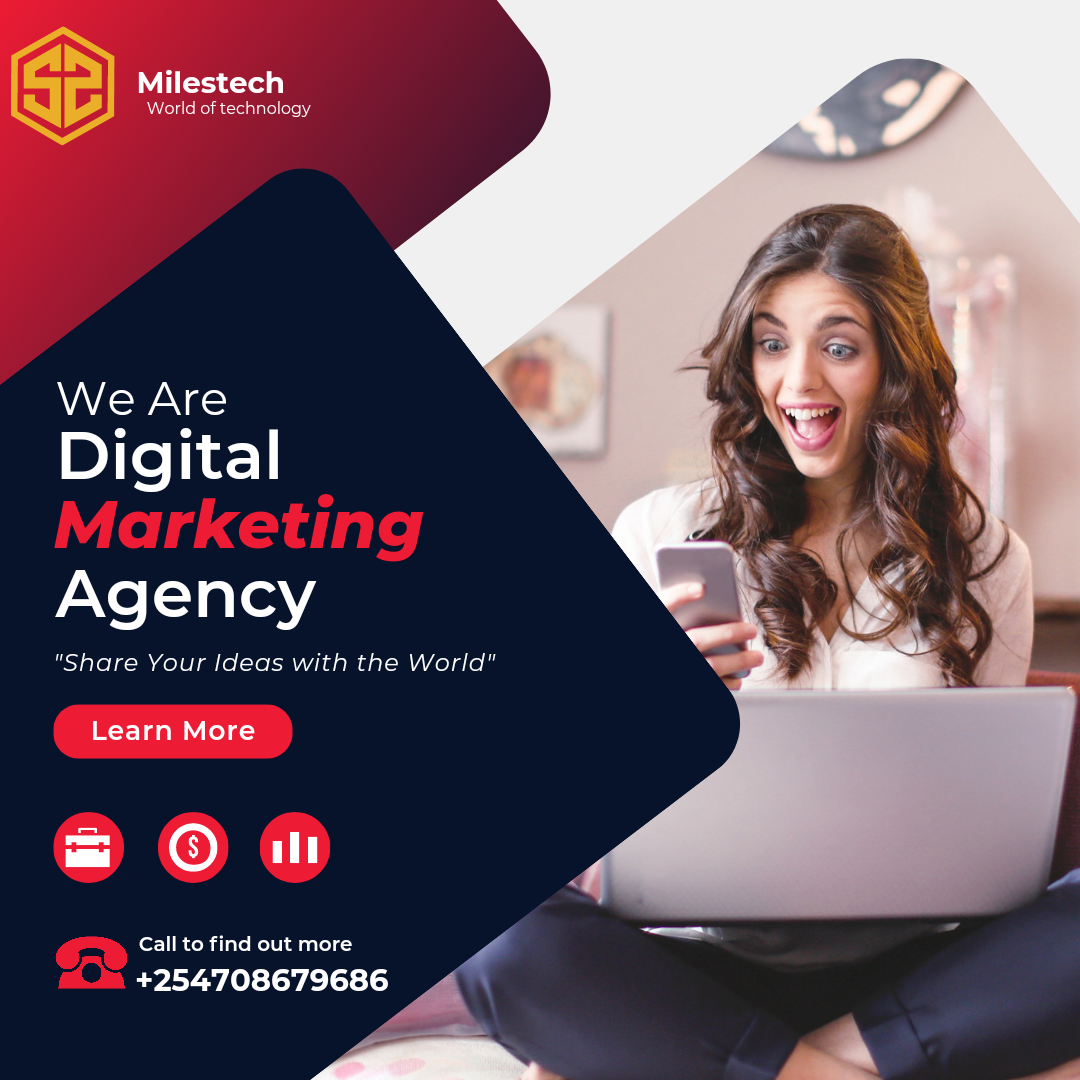 Milestech
World of technology
We Are
Digital
Marketing
Agency
"Share Your Ideas with the World"
Learn More
$
Call to find out more
+254708679686